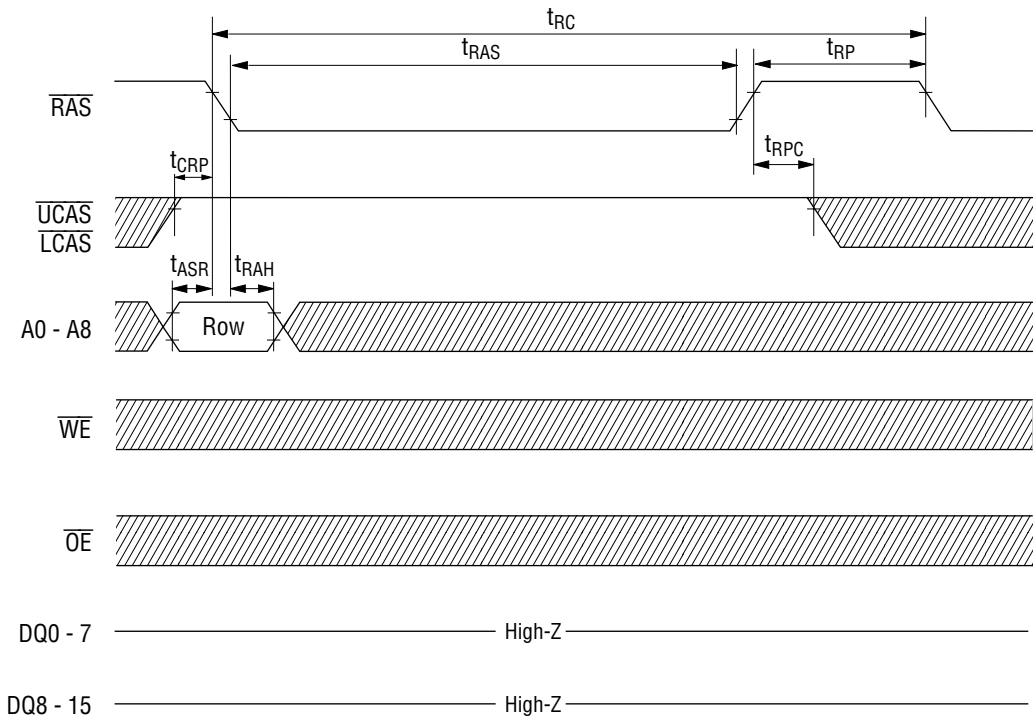 tRC
tRAS
tRP
RAS
tRPC
tCRP
UCAS
LCAS
tASR
tRAH
A0 - A8
Row
WE
OE
DQ0 - 7
High-Z
DQ8 - 15
High-Z